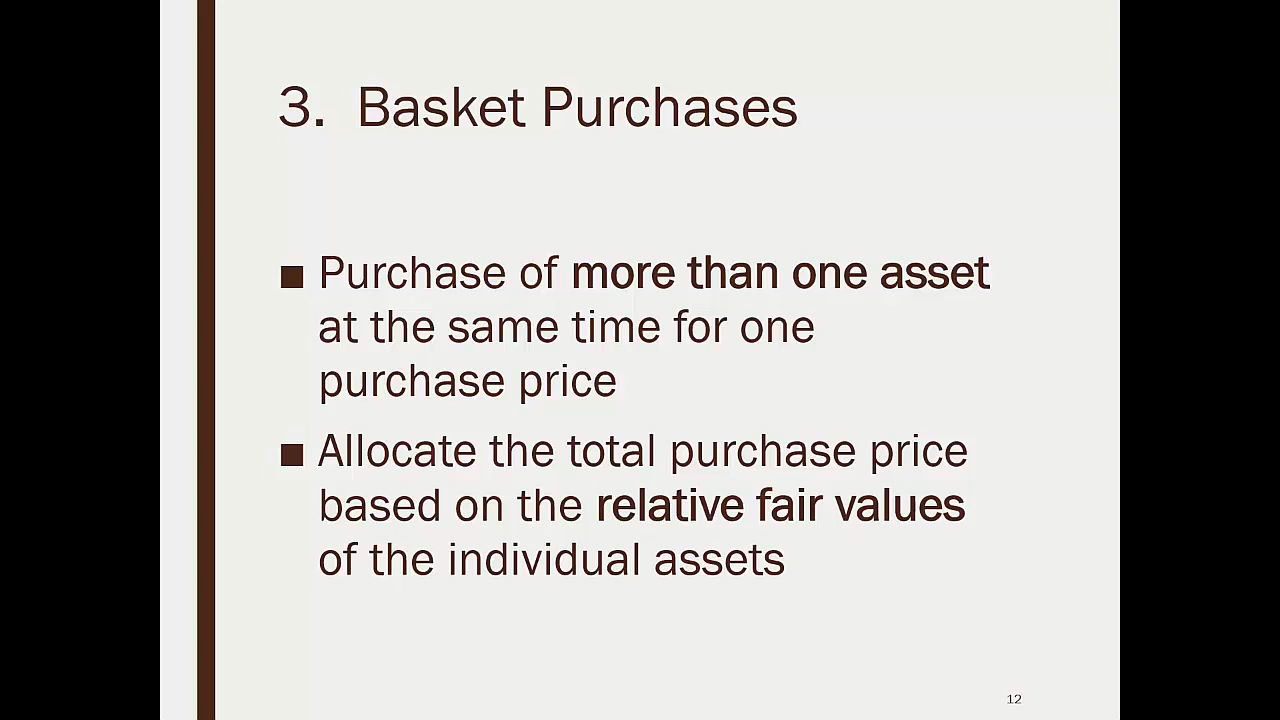 3. Basket Purchases
■ Purchase of more than one asset
at the same time for one
purchase price
■ Allocate the total purchase price
based on the relative fair values
of the individual assets
12